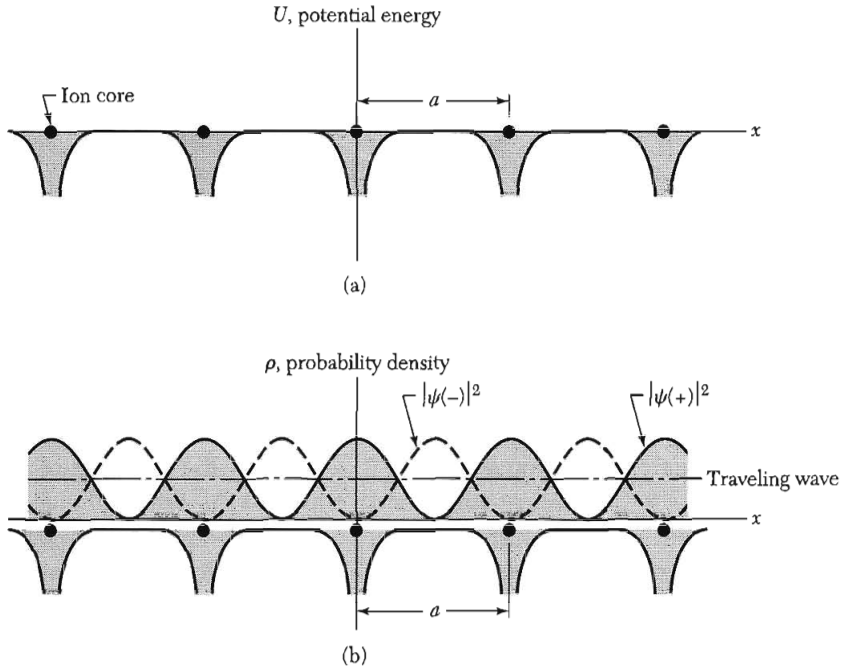 U, potential energy
Ion core
a
x
(a)
ρ, probability density
|ψ(−)|²
|ψ(+)|²
Traveling wave
x
a
(b)